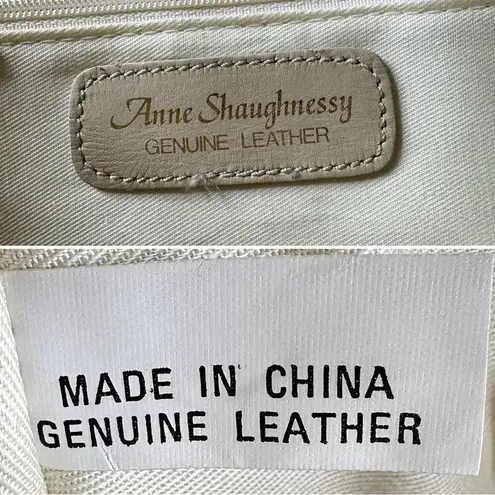 Anne Shaughnessy
GENUINE LEATHER
MADE IN CHINA
GENUINE LEATHER